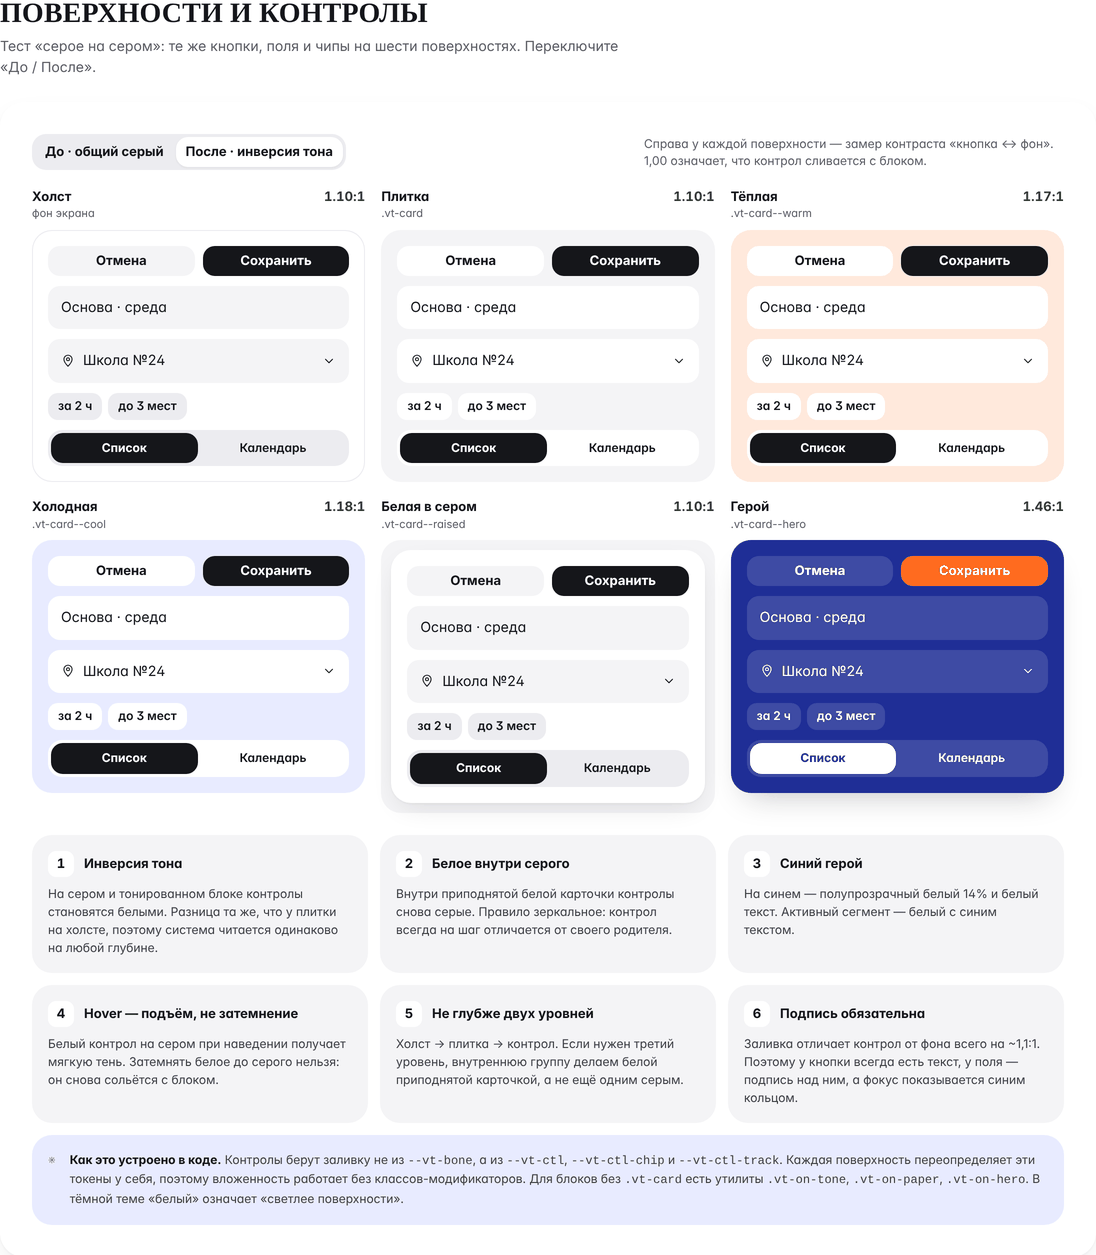 ПОВЕРХНОСТИ И КОНТРОЛЫ
Тест «серое на сером»: те же кнопки, поля и чипы на шести поверхностях. Переключите
«До / После».
До · общий серый
После · инверсия тона
Справа у каждой поверхности — замер контраста «кнопка ↔ фон».
1,00 означает, что контрол сливается с блоком.
Холст 1.10:1
фон экрана
Отмена
Сохранить
Основа · среда
Школа №24
за 2 ч
до 3 мест
Список
Календарь
Плитка 1.10:1
.vt-card
Отмена
Сохранить
Основа · среда
Школа №24
за 2 ч
до 3 мест
Список
Календарь
Тёплая 1.17:1
.vt-card--warm
Отмена
Сохранить
Основа · среда
Школа №24
за 2 ч
до 3 мест
Список
Календарь
Холодная 1.18:1
.vt-card--cool
Отмена
Сохранить
Основа · среда
Школа №24
за 2 ч
до 3 мест
Список
Календарь
Белая в сером 1.10:1
.vt-card--raised
Отмена
Сохранить
Основа · среда
Школа №24
за 2 ч
до 3 мест
Список
Календарь
Герой 1.46:1
.vt-card--hero
Отмена
Сохранить
Основа · среда
Школа №24
за 2 ч
до 3 мест
Список
Календарь
1 Инверсия тона
На сером и тонированном блоке контролы
становятся белыми. Разница та же, что у плитки
на холсте, поэтому система читается одинаково
на любой глубине.
2 Белое внутри серого
Внутри приподнятой белой карточки контролы
снова серые. Правило зеркальное: контрол
всегда на шаг отличается от своего родителя.
3 Синий герой
На синем — полупрозрачный белый 14% и белый
текст. Активный сегмент — белый с синим
текстом.
4 Hover — подъём, не затемнение
Белый контрол на сером при наведении получает
мягкую тень. Затемнять белое до серого нельзя:
он снова сольётся с блоком.
5 Не глубже двух уровней
Холст → плитка → контрол. Если нужен третий
уровень, внутреннюю группу делаем белой
приподнятой карточкой, а не ещё одним серым.
6 Подпись обязательна
Заливка отличает контрол от фона всего на ~1,1:1.
Поэтому у кнопки всегда есть текст, у поля —
подпись над ним, а фокус показывается синим
кольцом.
✳ Как это устроено в коде. Контролы берут заливку не из --vt-bone, а из --vt-ctl, --vt-ctl-chip и --vt-ctl-track. Каждая поверхность переопределяет эти
токены у себя, поэтому вложенность работает без классов-модификаторов. Для блоков без .vt-card есть утилиты .vt-on-tone, .vt-on-paper, .vt-on-hero. В
тёмной теме «белый» означает «светлее поверхности».